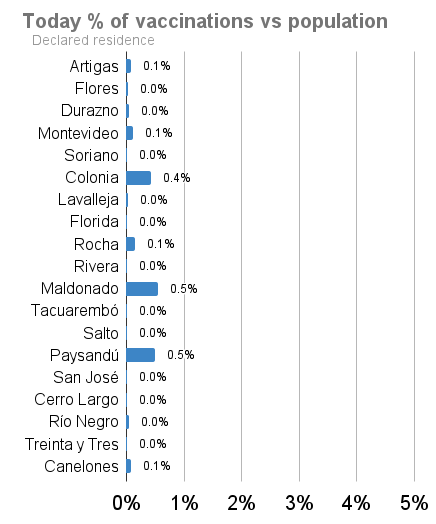 Today % of vaccinations vs population
Declared residence
Artigas 0.1%
Flores 0.0%
Durazno 0.0%
Montevideo 0.1%
Soriano 0.0%
Colonia 0.4%
Lavalleja 0.0%
Florida 0.0%
Rocha 0.1%
Rivera 0.0%
Maldonado 0.5%
Tacuarembó 0.0%
Salto 0.0%
Paysandú 0.5%
San José 0.0%
Cerro Largo 0.0%
Río Negro 0.0%
Treinta y Tres 0.0%
Canelones 0.1%
0% 1% 2% 3% 4% 5%